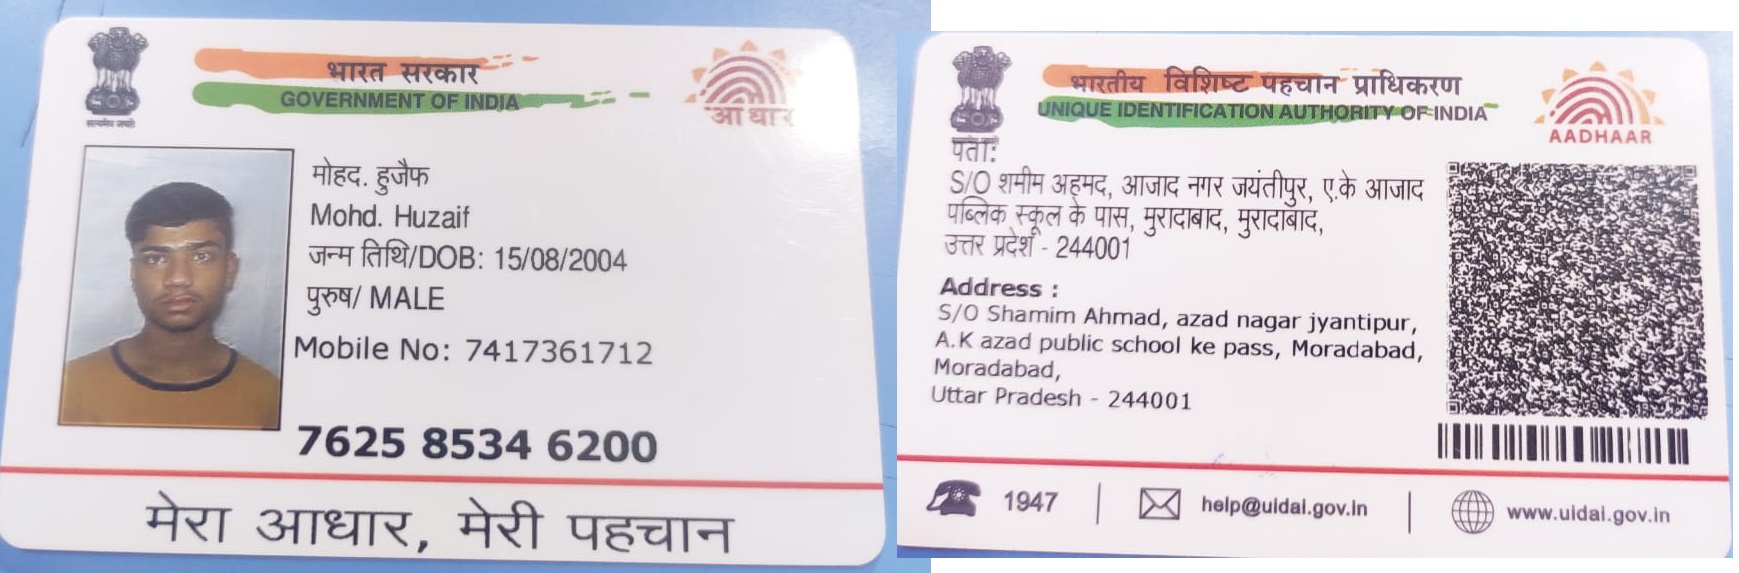 सत्यमेव जयते
भारत सरकार
GOVERNMENT OF INDIA
आधार
मोहद. हुजैफ
Mohd. Huzaif
जन्म तिथि/DOB: 15/08/2004
पुरुष/ MALE
Mobile No: 7417361712
7625 8534 6200
मेरा आधार, मेरी पहचान
भारतीय विशिष्ट पहचान प्राधिकरण
UNIQUE IDENTIFICATION AUTHORITY OF INDIA
AADHAAR
पता:
S/O शमीम अहमद, आजाद नगर जयंतीपुर, ए.के आजाद
पब्लिक स्कूल के पास, मुरादाबाद, मुरादाबाद,
उत्तर प्रदेश - 244001
Address :
S/O Shamim Ahmad, azad nagar jyantipur,
A.K azad public school ke pass, Moradabad,
Moradabad,
Uttar Pradesh - 244001
1947
help@uidai.gov.in
www.uidai.gov.in